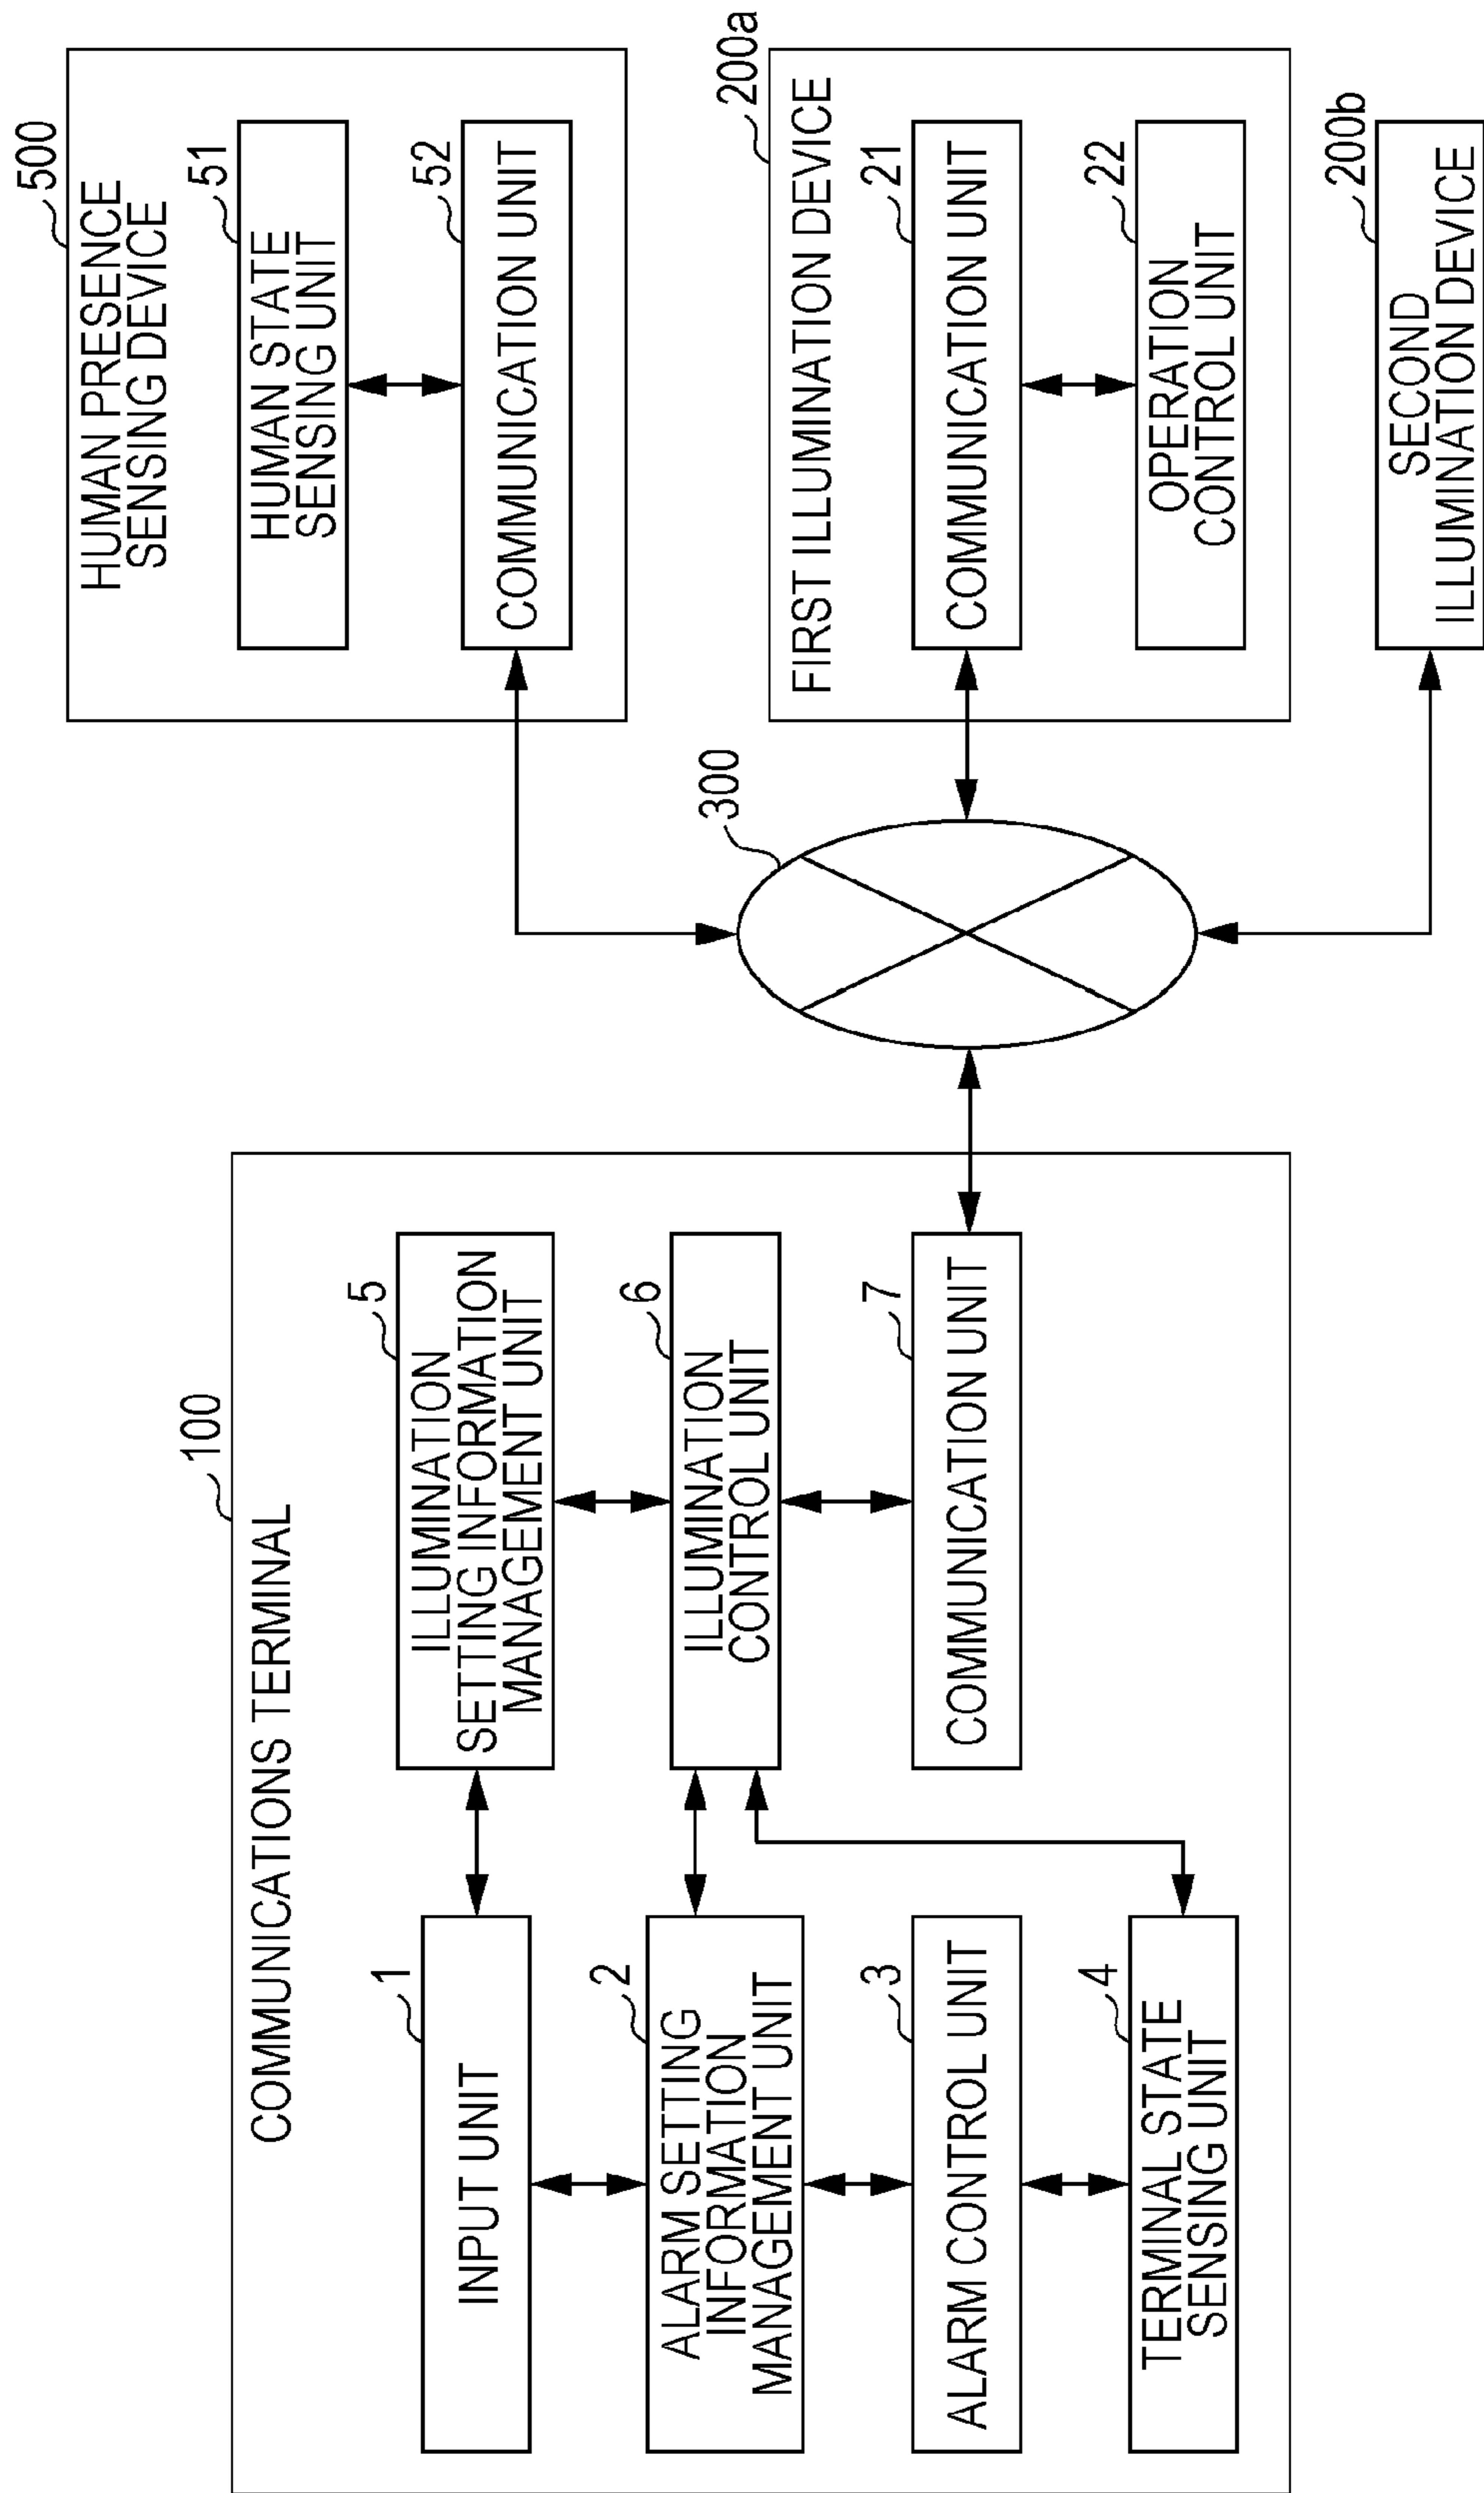 COMMUNICATIONS TERMINAL
100
INPUT UNIT
1
ALARM SETTING
INFORMATION
MANAGEMENT UNIT
2
ALARM CONTROL UNIT
3
TERMINAL STATE
SENSING UNIT
4
ILLUMINATION
SETTING INFORMATION
MANAGEMENT UNIT
5
ILLUMINATION
CONTROL UNIT
6
COMMUNICATION UNIT
7
300
HUMAN PRESENCE
SENSING DEVICE
500
HUMAN STATE
SENSING UNIT
51
COMMUNICATION UNIT
52
FIRST ILLUMINATION DEVICE
200a
COMMUNICATION UNIT
21
OPERATION
CONTROL UNIT
22
SECOND
ILLUMINATION DEVICE
200b